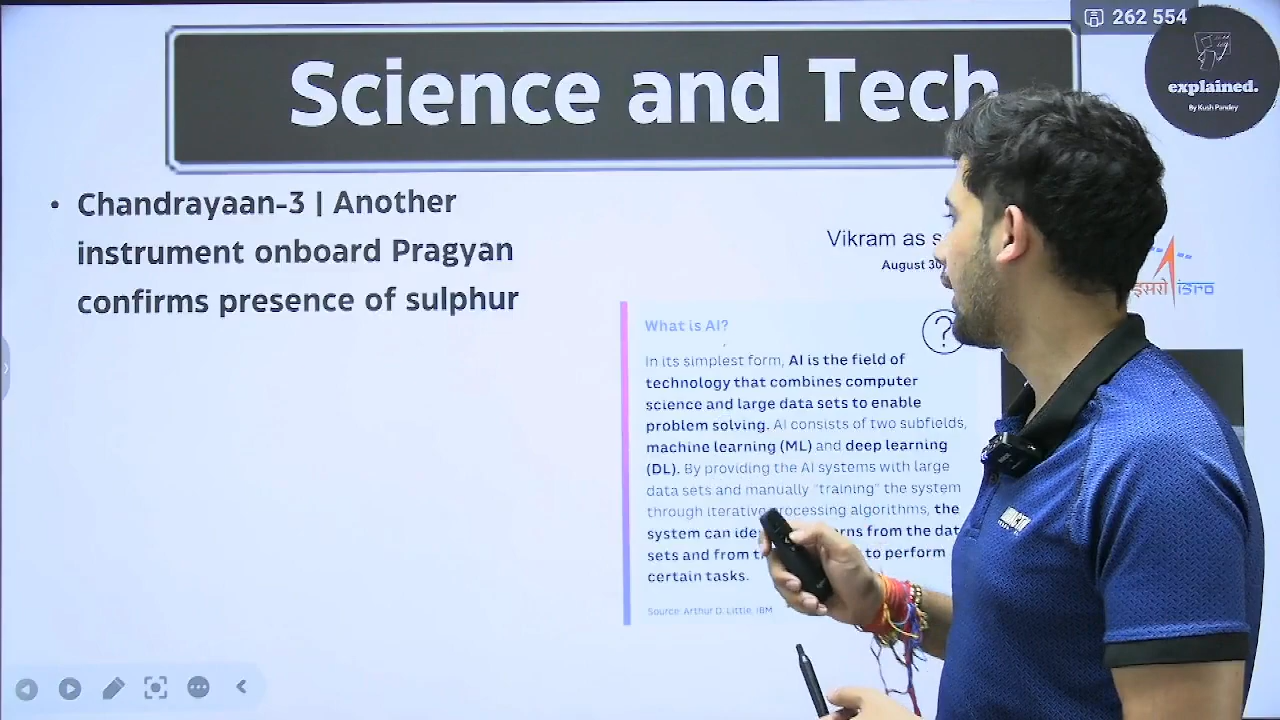 262 554
explained.
By Kush Pandey
Science and Tech
• Chandrayaan-3 | Another
instrument onboard Pragyan
confirms presence of sulphur
Vikram as
August 30
इसरो isro
What is AI?
?
In its simplest form, AI is the field of
technology that combines computer
science and large data sets to enable
problem solving. AI consists of two subfields,
machine learning (ML) and deep learning
(DL). By providing the AI systems with large
data sets and manually "training" the system
through iterative processing algorithms, the
system can from the
sets and from to perform
certain tasks.
Source: Arthur D. Little, IBM